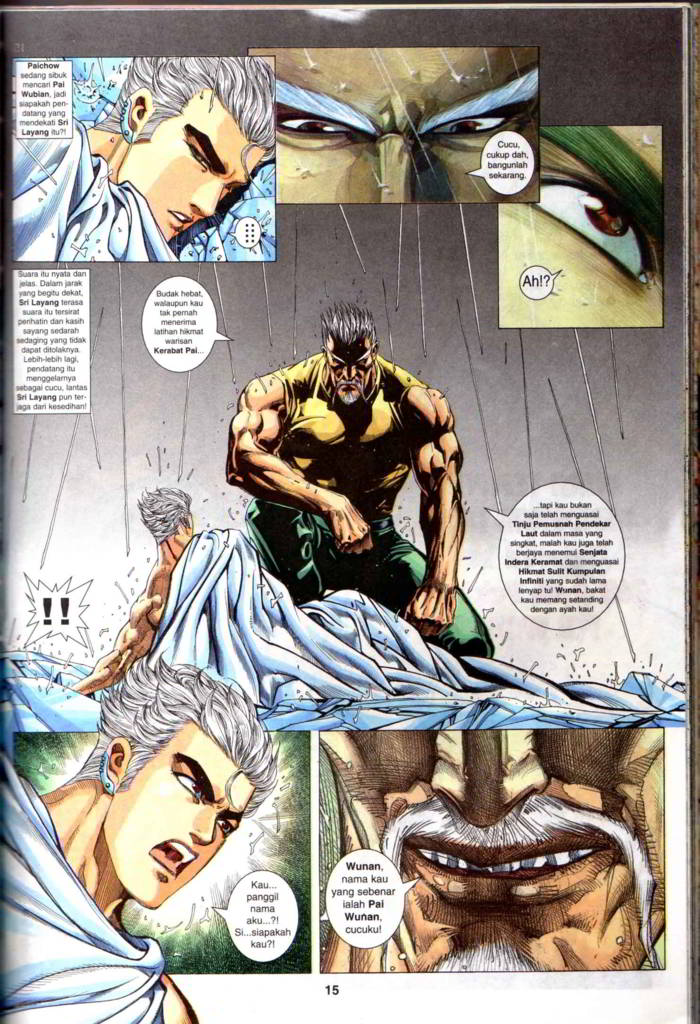 Paichow
sedang sibuk
mencari Pai
Wubian, jadi
siapakah pen-
datang yang
mendekati Sri
Layang itu?!
Cucu,
cukup dah,
bangunlah
sekarang.
Ah!?
Suara itu nyata dan
jelas. Dalam jarak
yang begitu dekat,
Sri Layang terasa
suara itu tersirat
perihatin dan kasih
sayang sedarah
sedaging yang tidak
dapat ditolaknya.
Lebih-lebih lagi,
pendatang itu
menggelarnya
sebagai cucu, lantas
Sri Layang pun ter-
jaga dari kesedihan!
Budak hebat,
walaupun kau
tak pernah
menerima
latihan hikmat
warisan
Kerabat Pai...
...tapi kau bukan
saja telah menguasai
Tinju Pemusnah Pendekar
Laut dalam masa yang
singkat, malah kau juga telah
berjaya menemui Senjata
Indera Keramat dan menguasai
Hikmat Sulit Kumpulan
Infiniti yang sudah lama
lenyap tu! Wunan, bakat
kau memang setanding
dengan ayah kau!
!!
Kau...
panggil
nama
aku...?!
Si...siapakah
kau?!
Wunan,
nama kau
yang sebenar
ialah Pai
Wunan,
cucuku!
15